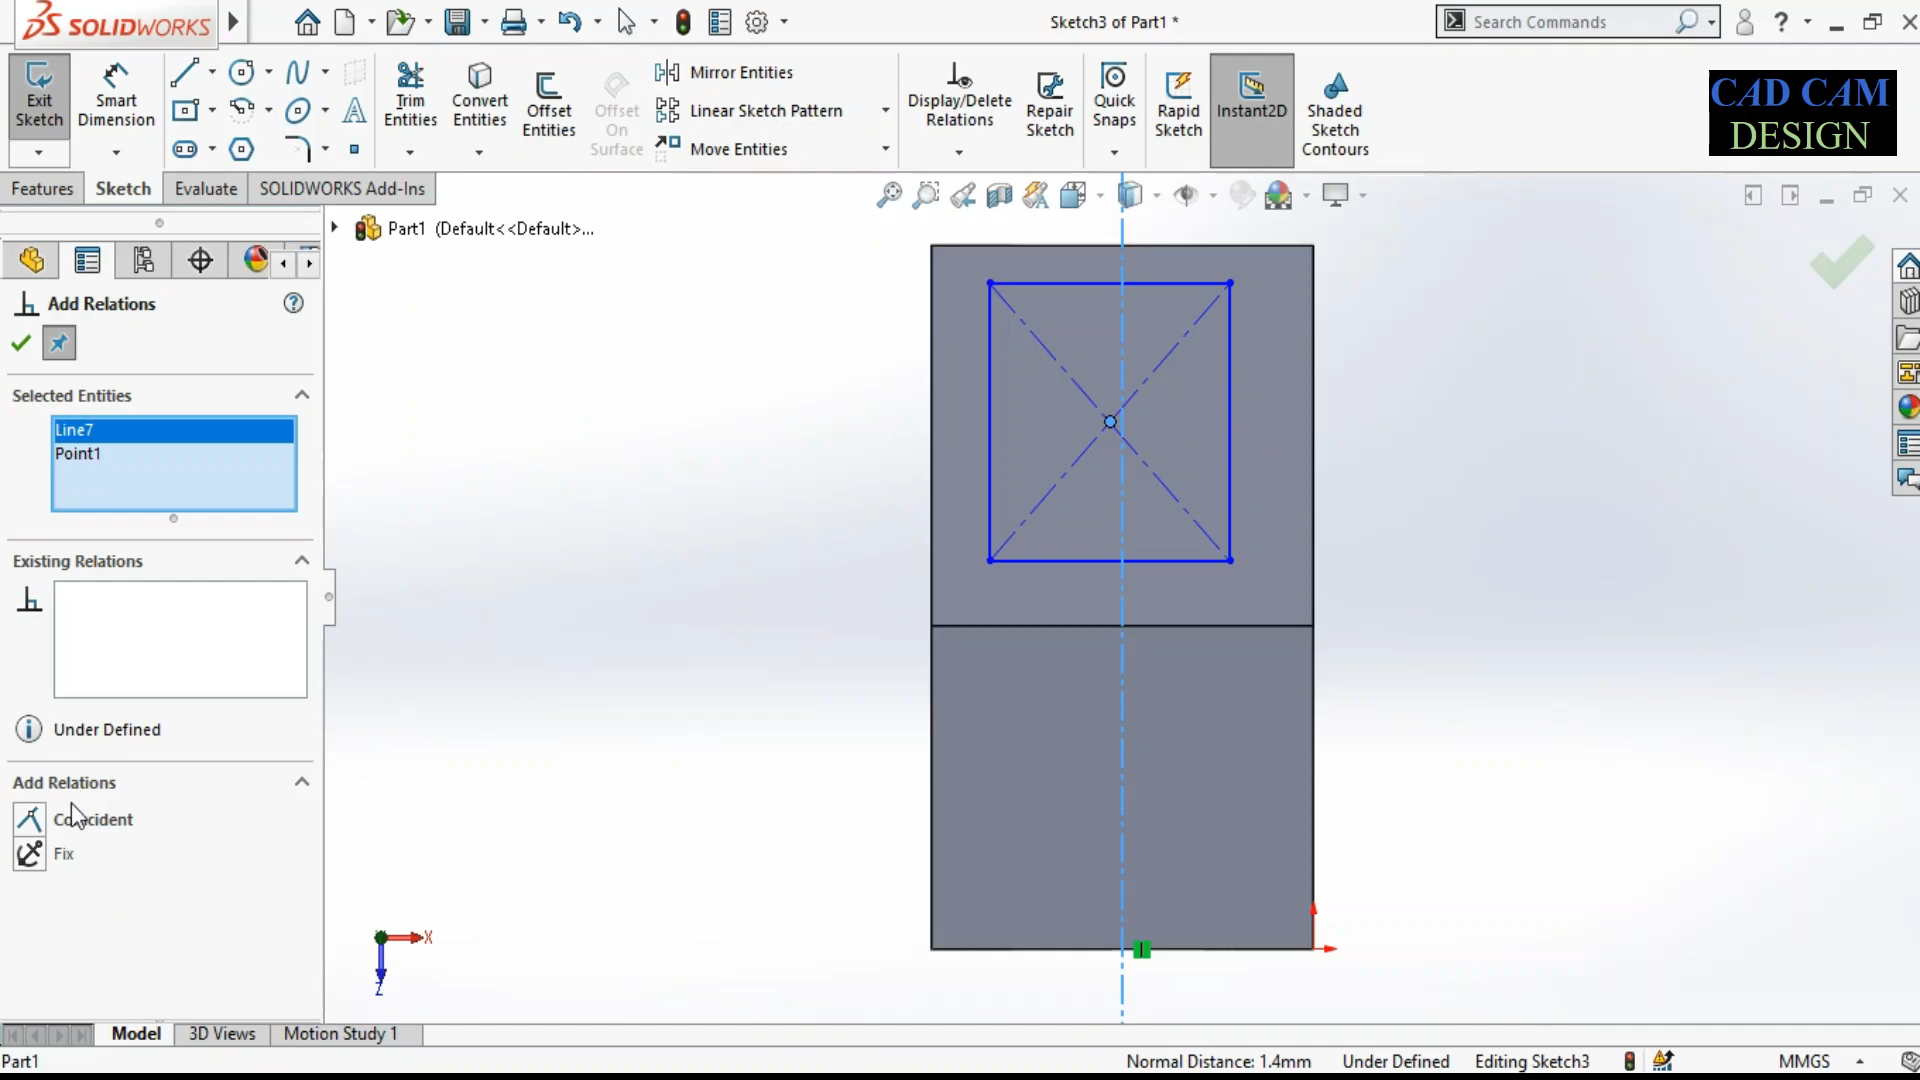 SOLIDWORKS
Sketch3 of Part1 *
Search Commands
Exit Sketch
Smart Dimension
Trim Entities
Convert Entities
Offset Entities
Offset On Surface
Mirror Entities
Linear Sketch Pattern
Move Entities
Display/Delete Relations
Repair Sketch
Quick Snaps
Rapid Sketch
Instant2D
Shaded Sketch Contours
CAD CAM
DESIGN
Features
Sketch
Evaluate
SOLIDWORKS Add-Ins
Part1 (Default<<Default>...
Add Relations
Selected Entities
Line7
Point1
Existing Relations
Under Defined
Add Relations
Coincident
Fix
X
Z
Model
3D Views
Motion Study 1
Part1
Normal Distance: 1.4mm
Under Defined
Editing Sketch3
MMGS